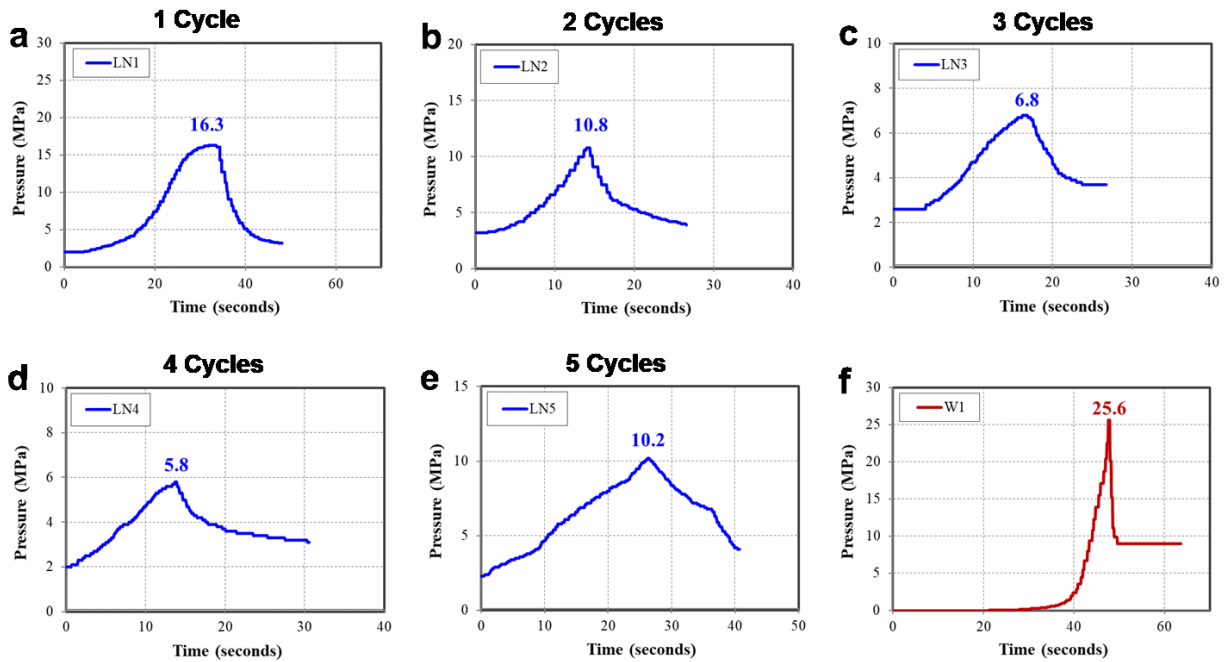 1 Cycle
a
30
25
20
15
10
5
0
Pressure (MPa)
LN1
16.3
0 20 40 60
Time (seconds)
2 Cycles
b
20
15
10
5
0
Pressure (MPa)
LN2
10.8
0 10 20 30 40
Time (seconds)
3 Cycles
c
10
8
6
4
2
0
Pressure (MPa)
LN3
6.8
0 10 20 30 40
Time (seconds)
4 Cycles
d
10
8
6
4
2
0
Pressure (MPa)
LN4
5.8
0 10 20 30 40
Time (seconds)
5 Cycles
e
15
10
5
0
Pressure (MPa)
LN5
10.2
0 10 20 30 40 50
Time (seconds)
f
30
25
20
15
10
5
0
Pressure (MPa)
W1
25.6
0 20 40 60
Time (seconds)